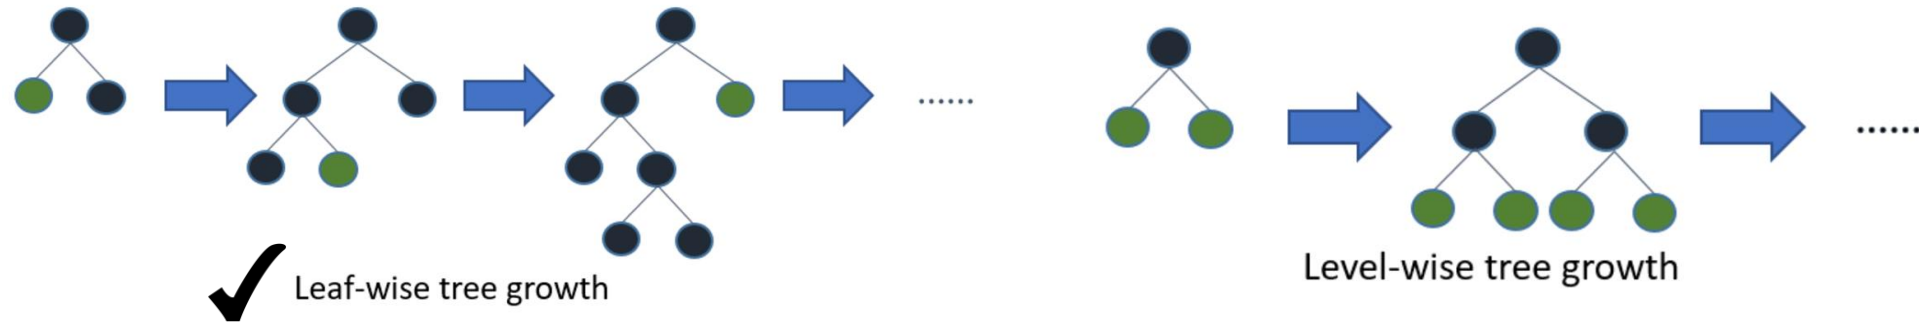 ......
......
Leaf-wise tree growth
Level-wise tree growth